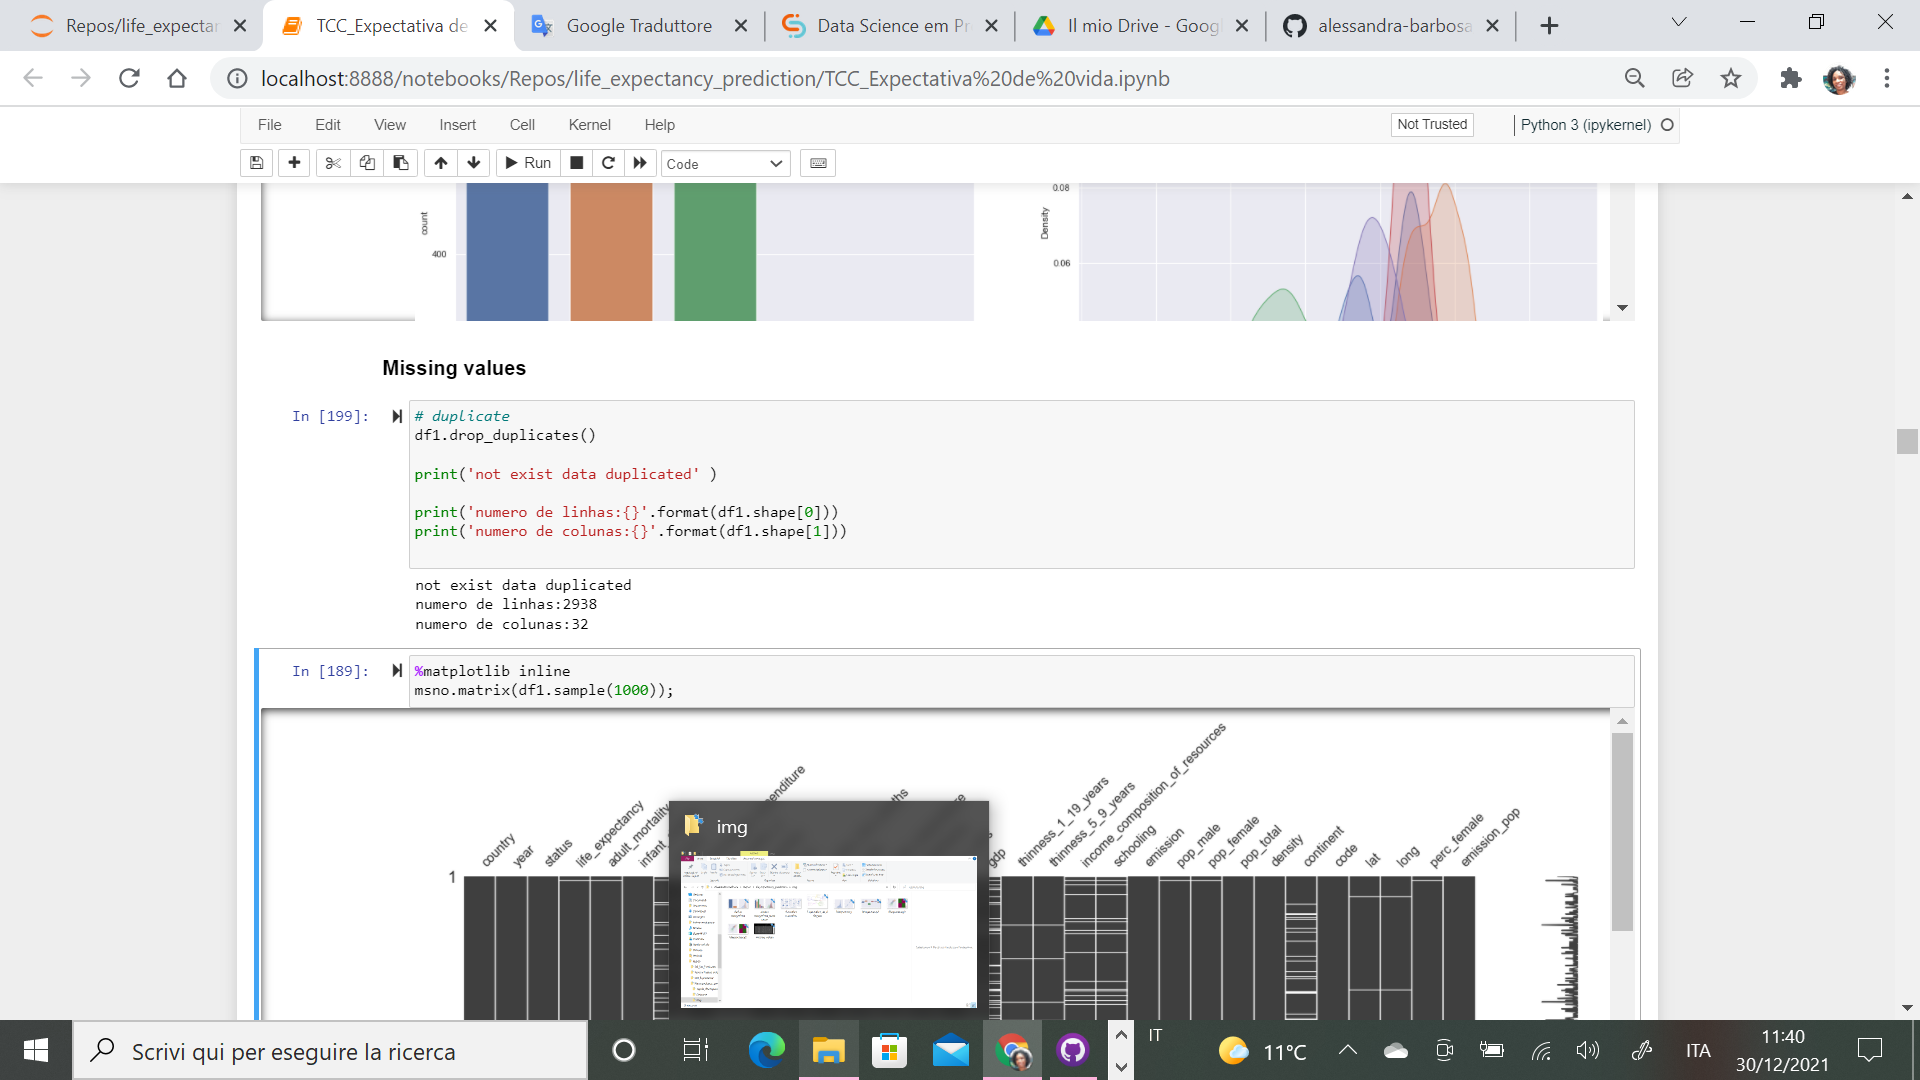 Repos/life_expectar
TCC_Expectativa de
Google Traduttore
Data Science em Pr
Il mio Drive - Googl
alessandra-barbosa
localhost:8888/notebooks/Repos/life_expectancy_prediction/TCC_Expectativa%20de%20vida.ipynb
File Edit View Insert Cell Kernel Help Not Trusted Python 3 (ipykernel)
Run Code
count
400
Density
0.08
0.06
Missing values
In [199]:
# duplicate
df1.drop_duplicates()
print('not exist data duplicated' )
print('numero de linhas:{}'.format(df1.shape[0]))
print('numero de colunas:{}'.format(df1.shape[1]))
not exist data duplicated
numero de linhas:2938
numero de colunas:32
In [189]:
%matplotlib inline
msno.matrix(df1.sample(1000));
country
year
status
life_expectancy
adult_mortality
infant_
enditure
ths
gdp
thinness_1_19_years
thinness_5_9_years
income_composition_of_resources
schooling
emission
pop_male
pop_female
pop_total
density
continent
code
lat
long
perc_female
emission_pop
1
img
Scrivi qui per eseguire la ricerca
IT
11°C
ITA
11:40
30/12/2021